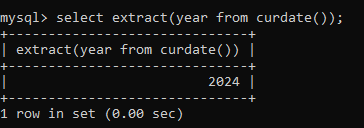 mysql> select extract(year from curdate());
+------------------------------+
| extract(year from curdate()) |
+------------------------------+
|                         2024 |
+------------------------------+
1 row in set (0.00 sec)